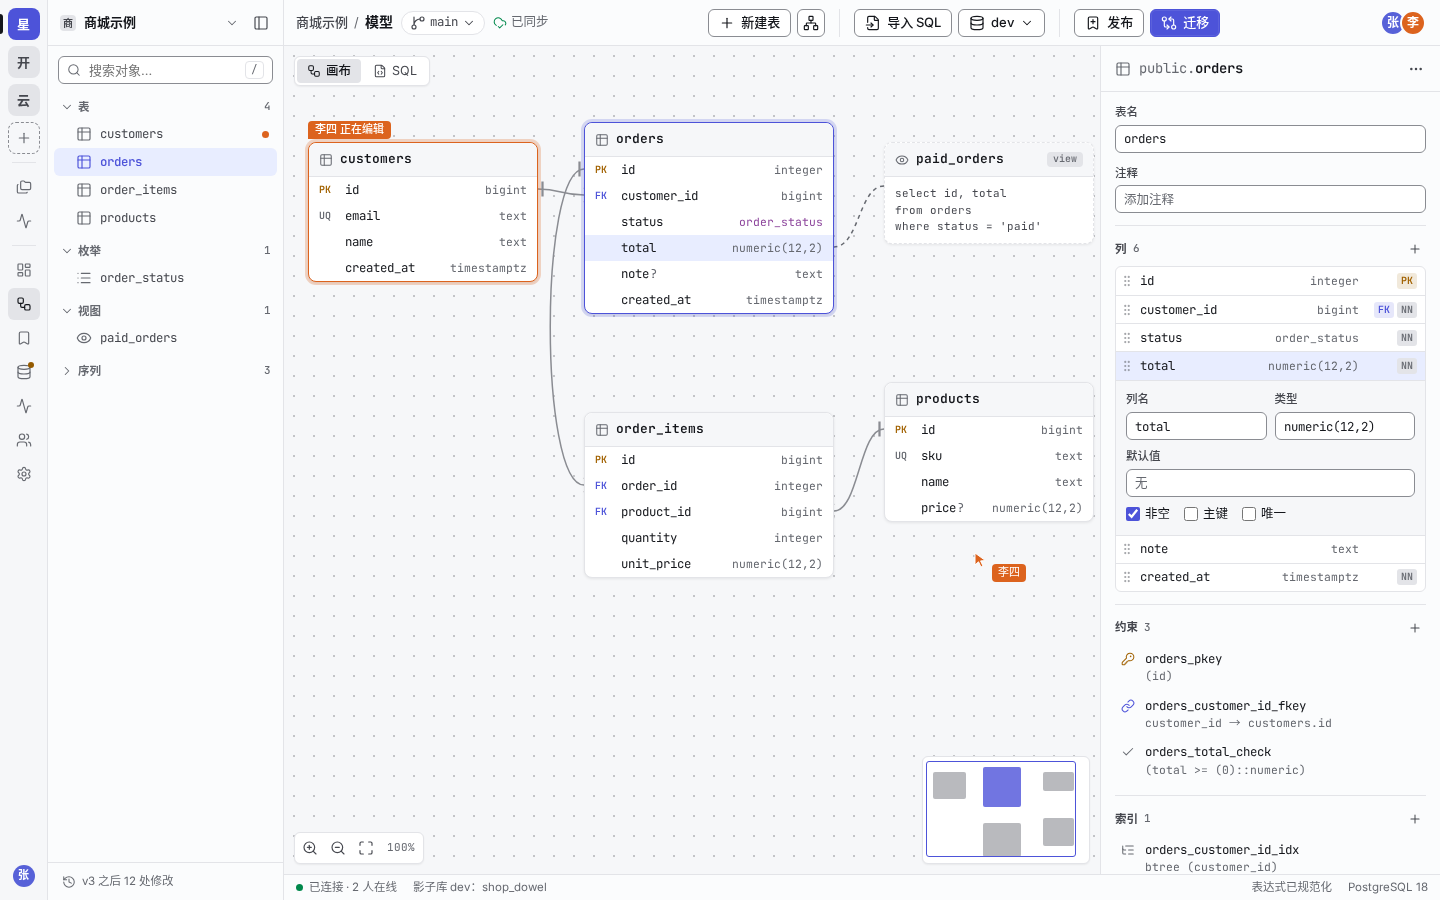 星
开
云
张
商 商城示例
搜索对象... /
表 4
customers
orders
order_items
products
枚举 1
order_status
视图 1
paid_orders
序列 3
v3 之后 12 处修改
商城示例 / 模型 main 已同步
新建表
导入 SQL
dev
发布
迁移
张 李
画布 SQL
李四 正在编辑
customers
PK id bigint
UQ email text
name text
created_at timestamptz
orders
PK id integer
FK customer_id bigint
status order_status
total numeric(12,2)
note? text
created_at timestamptz
paid_orders view
select id, total
from orders
where status = 'paid'
order_items
PK id bigint
FK order_id integer
FK product_id bigint
quantity integer
unit_price numeric(12,2)
products
PK id bigint
UQ sku text
name text
price? numeric(12,2)
李四
100%
已连接 · 2 人在线 影子库 dev：shop_dowel
表达式已规范化 PostgreSQL 18
public.orders
表名
orders
注释
添加注释
列 6
id integer PK
customer_id bigint FK NN
status order_status NN
total numeric(12,2) NN
列名 类型
total numeric(12,2)
默认值
无
非空 主键 唯一
note text
created_at timestamptz NN
约束 3
orders_pkey
(id)
orders_customer_id_fkey
customer_id → customers.id
orders_total_check
(total >= (0)::numeric)
索引 1
orders_customer_id_idx
btree (customer_id)